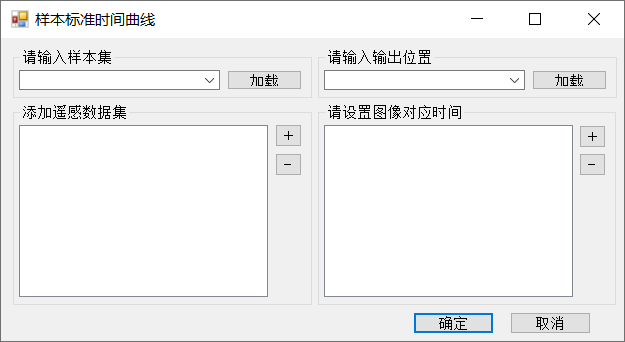 样本标准时间曲线
请输入样本集
请输入输出位置
加载
加载
添加遥感数据集
请设置图像对应时间
+
+
-
-
确定
取消